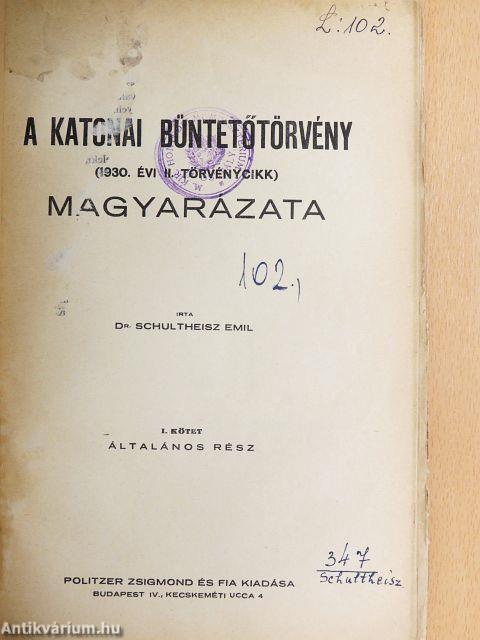 L:102.
A KATONAI BÜNTETŐTÖRVÉNY
(1930. ÉVI II. TÖRVÉNYCIKK)
MAGYARÁZATA
102.,
IRTA
DR. SCHULTHEISZ EMIL
I. KÖTET
ÁLTALÁNOS RÉSZ
347
Schultheisz
POLITZER ZSIGMOND ÉS FIA KIADÁSA
BUDAPEST IV., KECSKEMÉTI UCCA 4
Antikvárium.hu